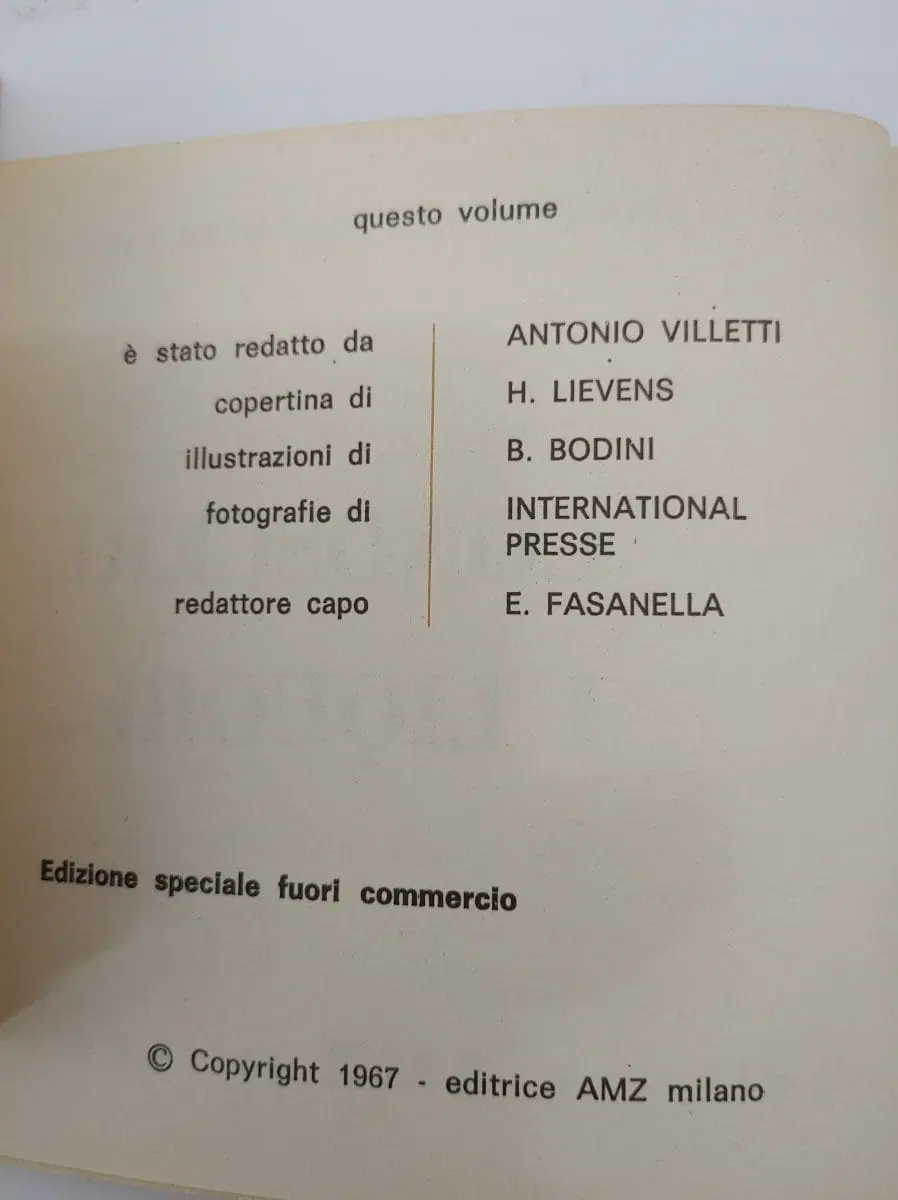 questo volume
è stato redatto da ANTONIO VILLETTI
copertina di H. LIEVENS
illustrazioni di B. BODINI
fotografie di INTERNATIONAL
PRESSE
redattore capo E. FASANELLA
Edizione speciale fuori commercio
© Copyright 1967 - editrice AMZ milano